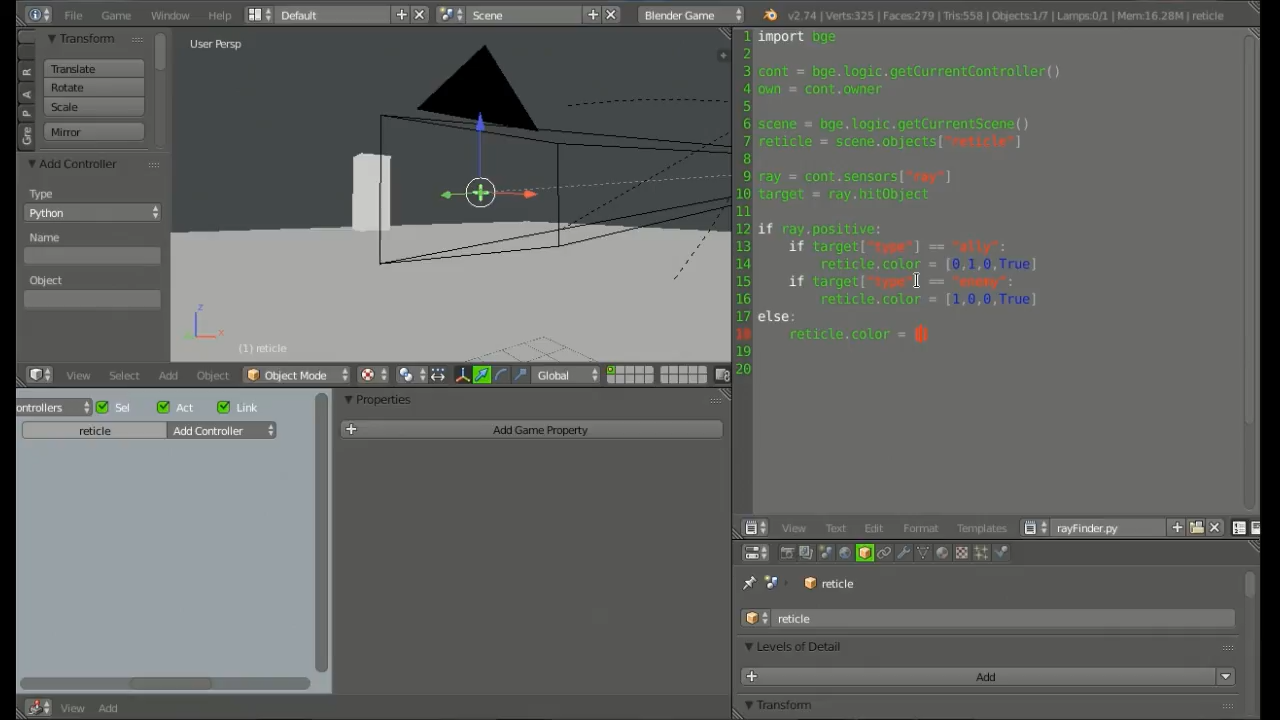 File Game Window Help Default Scene Blender Game v2.74 | Verts:325 | Faces:279 | Tris:558 | Objects:1/7 | Lamps:0/1 | Mem:16.28M | reticle
Transform
Translate
Rotate
Scale
Mirror
R
A
P
Gre
Add Controller
Type
Python
Name
Object
User Persp
z
x
(1) reticle
View Select Add Object Object Mode Global
1 import bge
2
3 cont = bge.logic.getCurrentController()
4 own = cont.owner
5
6 scene = bge.logic.getCurrentScene()
7 reticle = scene.objects["reticle"]
8
9 ray = cont.sensors["ray"]
10 target = ray.hitObject
11
12 if ray.positive:
13 if target["type"] == "ally":
14 reticle.color = [0,1,0,True]
15 if target["type"] == "enemy":
16 reticle.color = [1,0,0,True]
17 else:
18 reticle.color =
19
20
View Text Edit Format Templates rayFinder.py
ontrollers Sel Act Link
reticle Add Controller
Properties
Add Game Property
View Add
reticle
reticle
Levels of Detail
Add
Transform